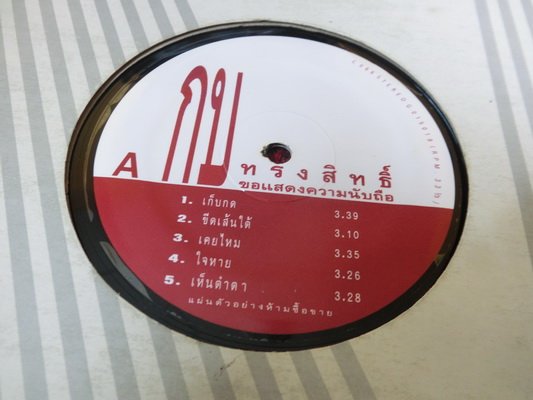 กบ
A
ทรงสิทธิ์
ขอแสดงความนับถือ
1. เก็บกด 3.39
2. ขีดเส้นใต้ 3.10
3. เคยไหม 3.35
4. ใจทาย 3.26
5. เห็นดำดา 3.28
แผ่นตัวอย่างห้ามซื้อขาย